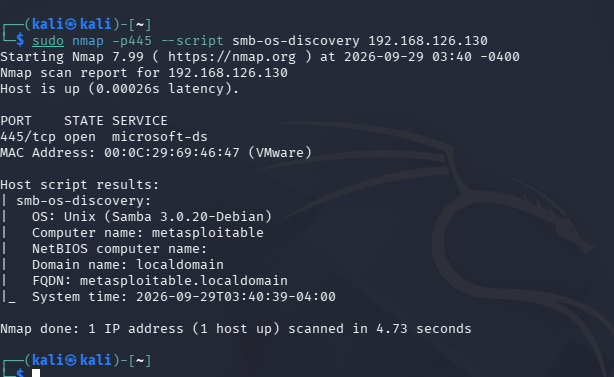 ┌──(kali㉿kali)-[~]
└─$ sudo nmap -p445 --script smb-os-discovery 192.168.126.130
Starting Nmap 7.99 ( https://nmap.org ) at 2026-09-29 03:40 -0400
Nmap scan report for 192.168.126.130
Host is up (0.00026s latency).

PORT    STATE SERVICE
445/tcp open  microsoft-ds
MAC Address: 00:0C:29:69:46:47 (VMware)

Host script results:
| smb-os-discovery:
|   OS: Unix (Samba 3.0.20-Debian)
|   Computer name: metasploitable
|   NetBIOS computer name:
|   Domain name: localdomain
|   FQDN: metasploitable.localdomain
|_  System time: 2026-09-29T03:40:39-04:00

Nmap done: 1 IP address (1 host up) scanned in 4.73 seconds

┌──(kali㉿kali)-[~]
└─$